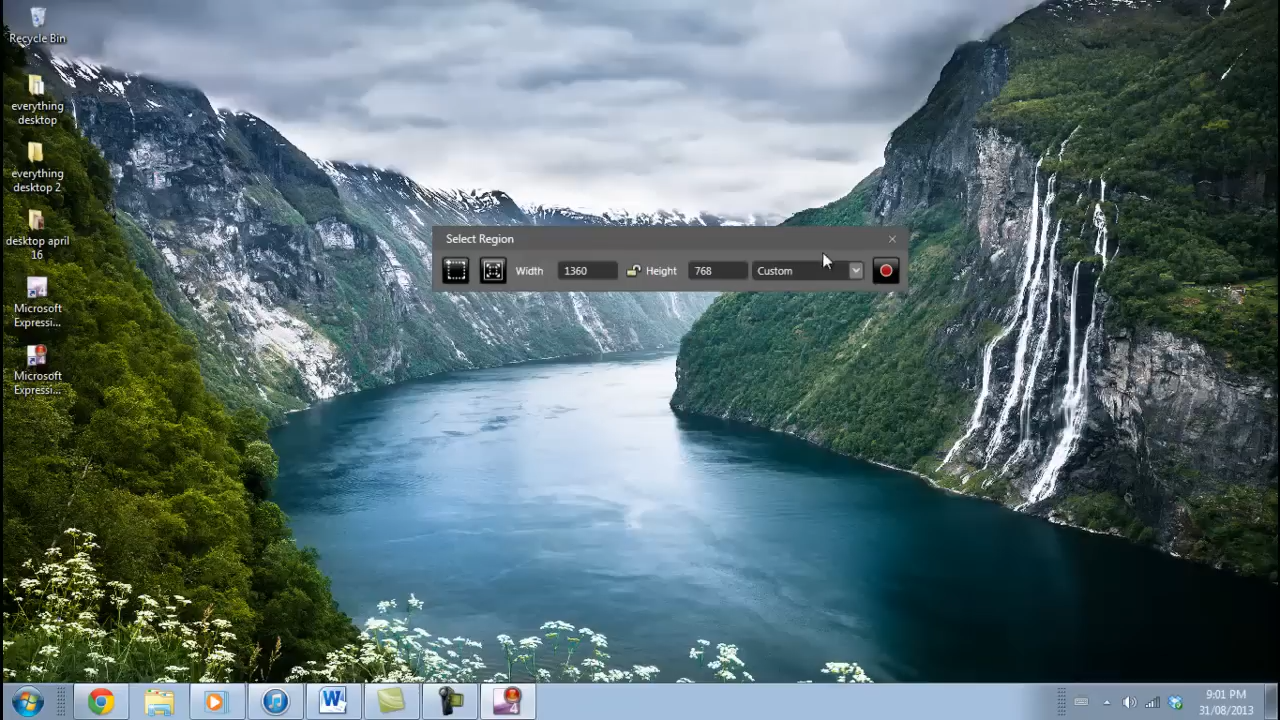 Recycle Bin
everything
desktop
everything
desktop 2
desktop april
16
Microsoft
Expressi...
Microsoft
Expressi...
Select Region
Width
1360
Height
768
Custom
W
4
9:01 PM
31/08/2013